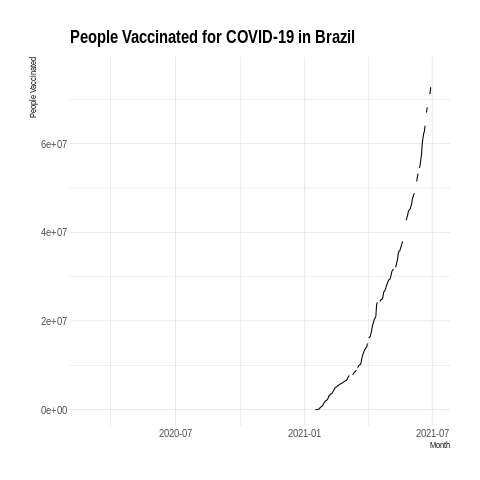 People Vaccinated for COVID-19 in Brazil
People Vaccinated
6e+07
4e+07
2e+07
0e+00
2020-07
2021-01
2021-07
Month